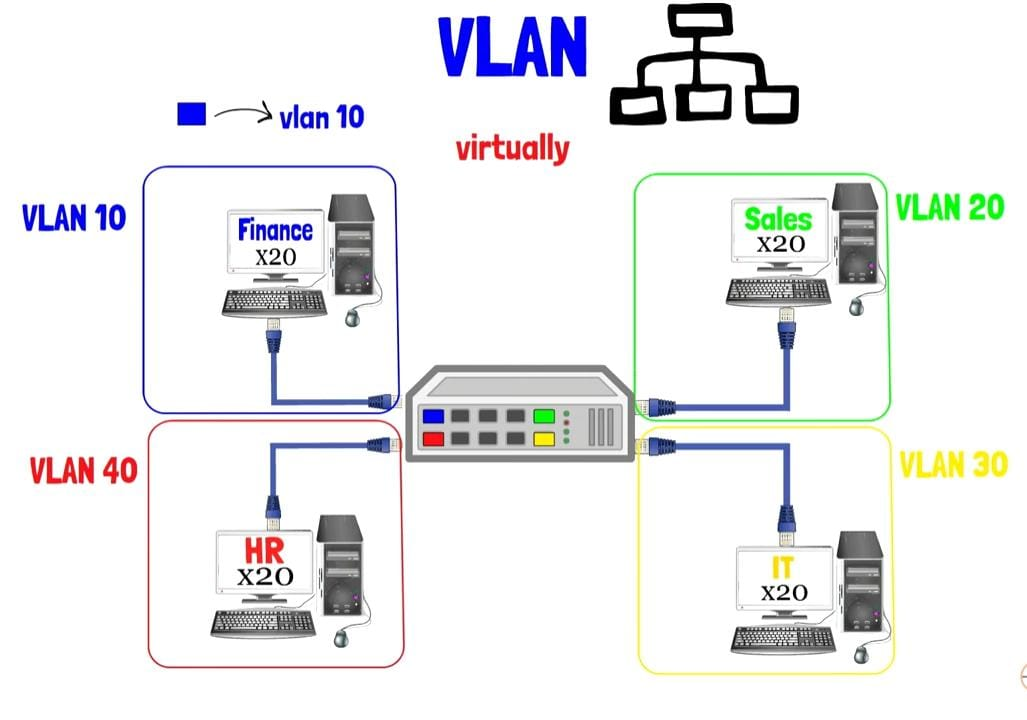 VLAN
vlan 10
virtually
VLAN 10
Finance
X20
Sales
X20
VLAN 20
VLAN 40
HR
X20
IT
X20
VLAN 30